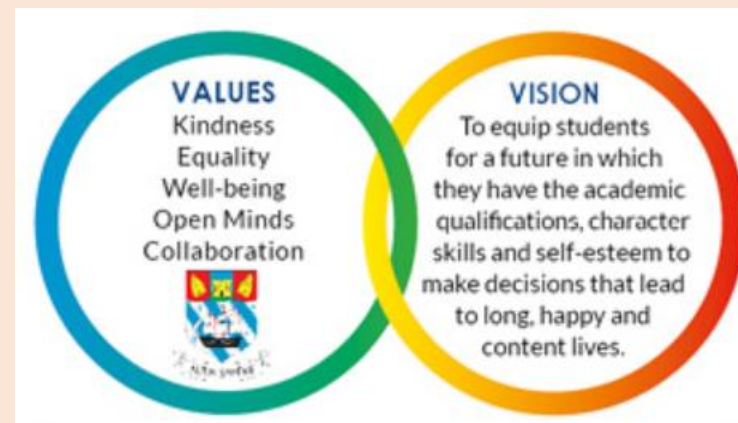 VALUES
Kindness
Equality
Well-being
Open Minds
Collaboration
VISION
To equip students
for a future in which
they have the academic
qualifications, character
skills and self-esteem to
make decisions that lead
to long, happy and
content lives.